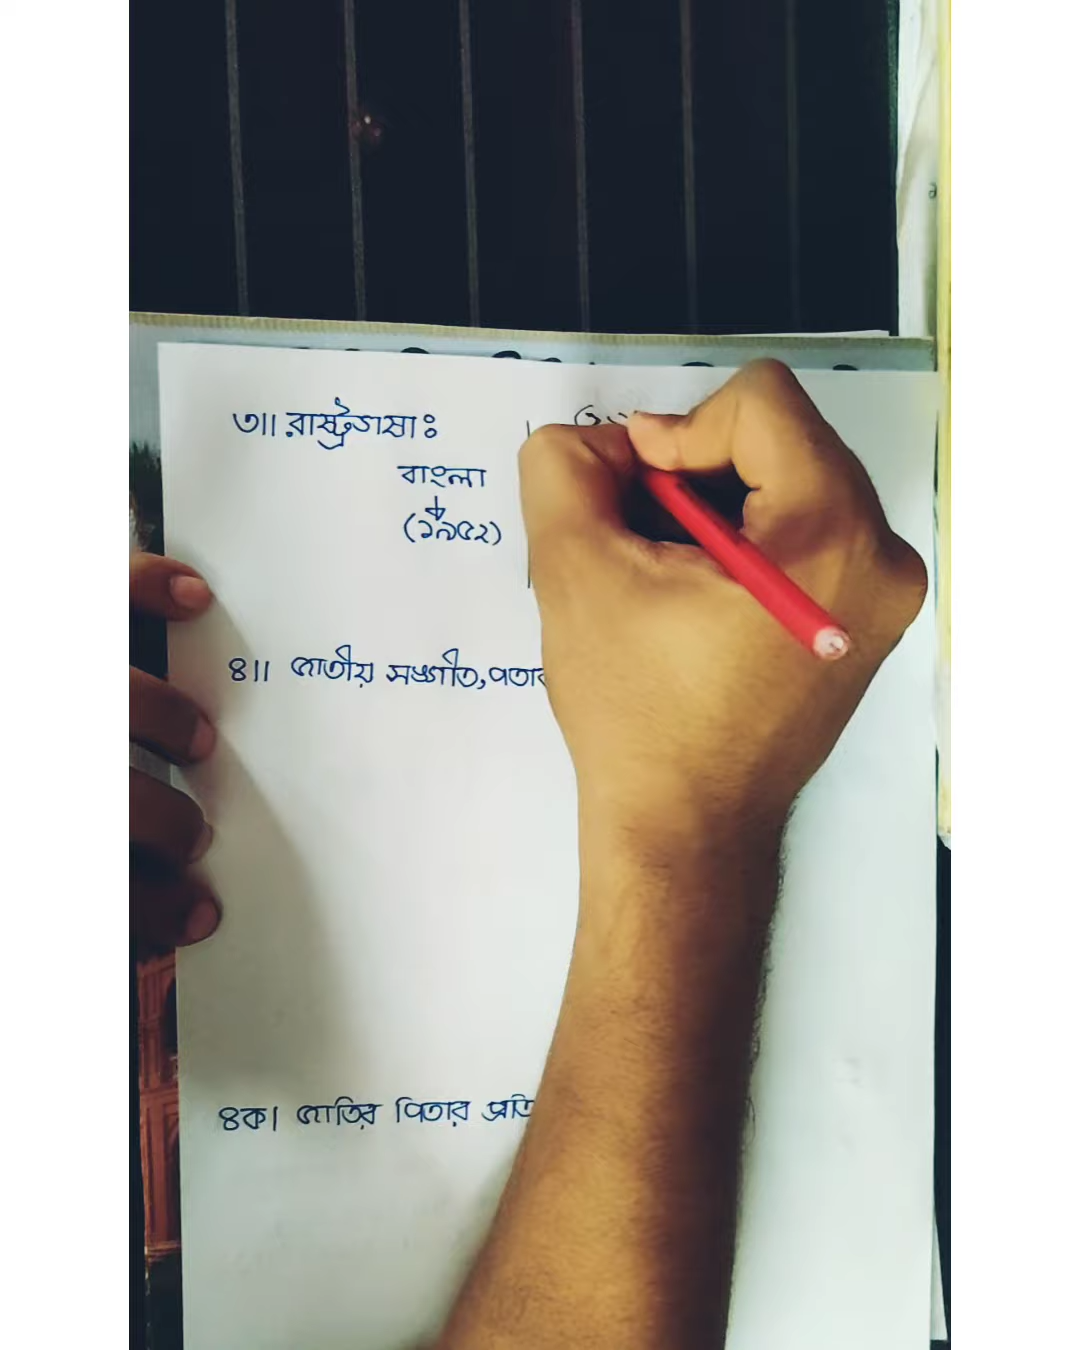 ৩॥ রাষ্ট্রভাষাঃ
বাংলা
↓
(১৯৫২)
৪॥ জাতীয় সঙ্গীত,
৪ক। জাতির পিতার